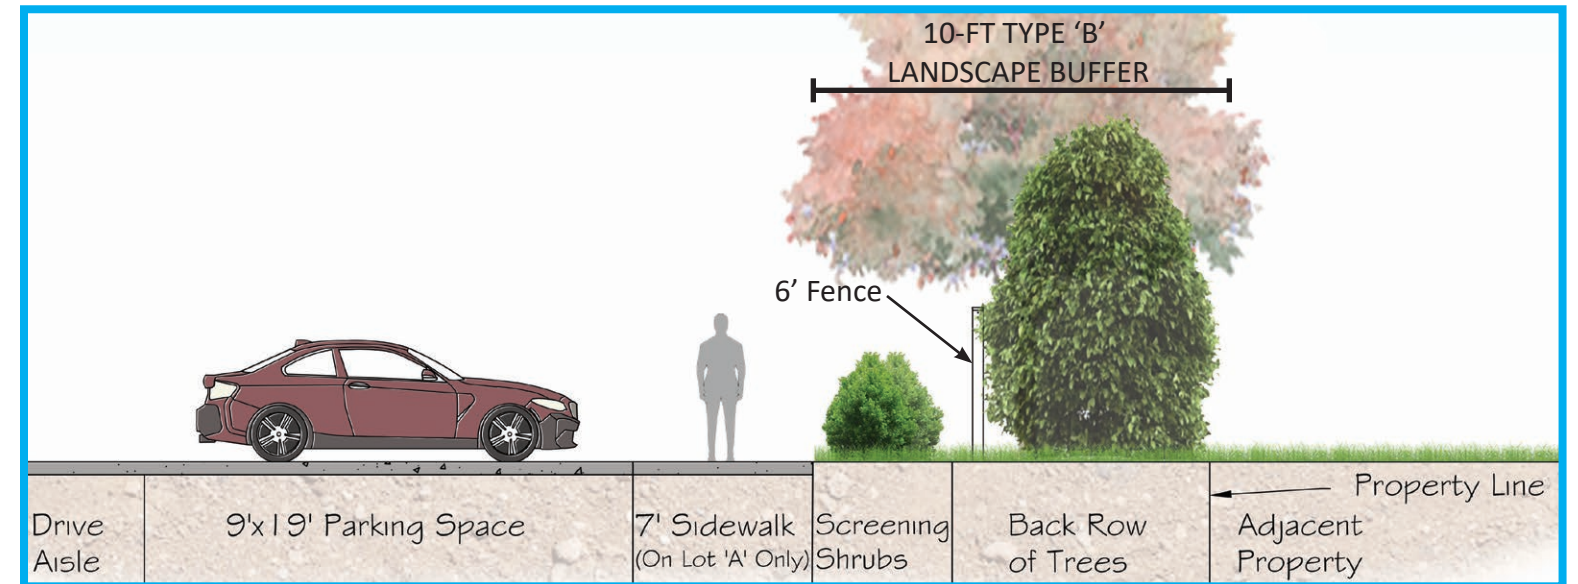 10-FT TYPE ‘B’
LANDSCAPE BUFFER
6’ Fence
Property Line
Drive
Aisle
9'x19' Parking Space
7' Sidewalk
(On Lot 'A' Only)
Screening
Shrubs
Back Row
of Trees
Adjacent
Property